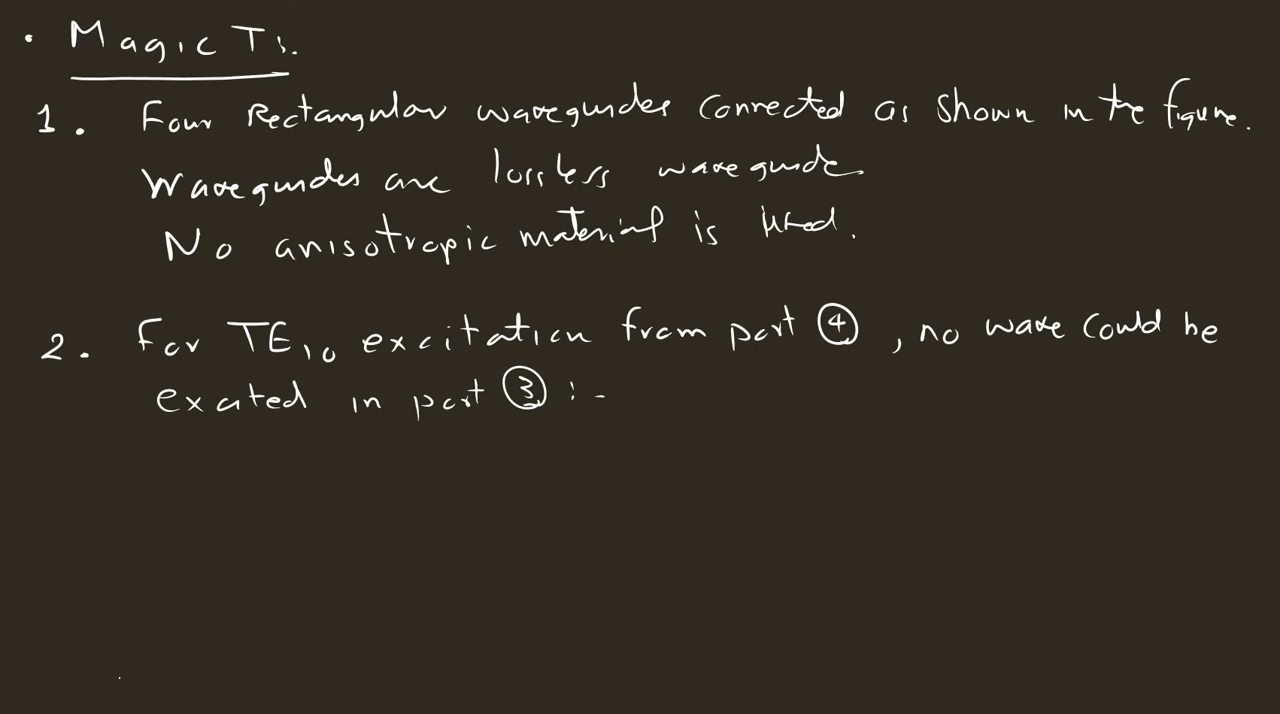 • Magic Ts.
1. Four Rectangular waveguides connected as shown in the figure.
Waveguides are lossless waveguide.
No anisotropic material is used.
2. For TE₁₀ excitation from port ④, no wave could be
excited in port ③ : -